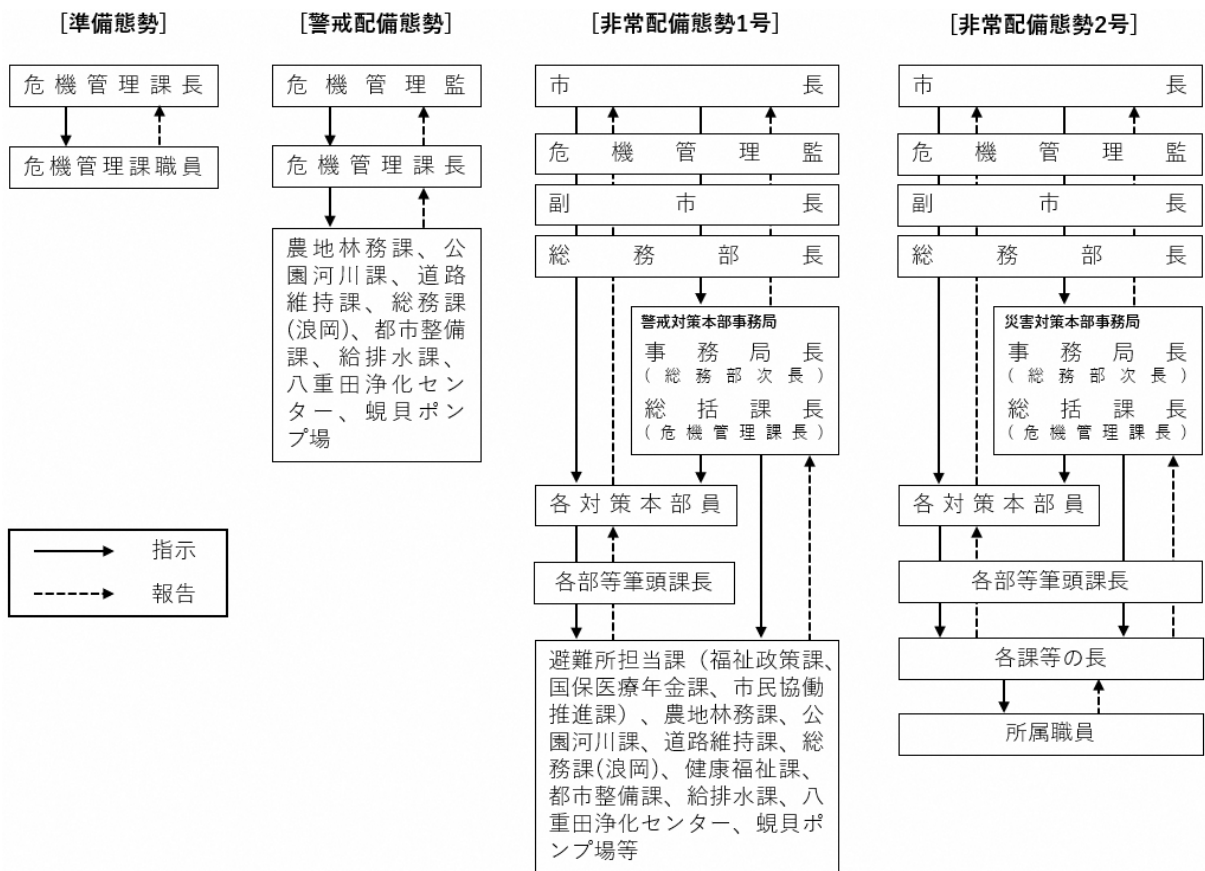 [準備態勢]
危機管理課長
危機管理課職員
[警戒配備態勢]
危機管理監
危機管理課長
農地林務課、公
園河川課、道路
維持課、総務課
(浪岡)、都市整備
課、給排水課、
八重田浄化セン
ター、蜆貝ポン
プ場
[非常配備態勢1号]
市長
危機管理監
副市長
総務部長
警戒対策本部事務局
事務局長
(総務部次長)
総括課長
(危機管理課長)
各対策本部員
各部等筆頭課長
避難所担当課（福祉政策課、
国保医療年金課、市民協働
推進課）、農地林務課、公
園河川課、道路維持課、総
務課(浪岡)、健康福祉課、
都市整備課、給排水課、八
重田浄化センター、蜆貝ポ
ンプ場等
[非常配備態勢2号]
市長
危機管理監
副市長
総務部長
災害対策本部事務局
事務局長
(総務部次長)
総括課長
(危機管理課長)
各対策本部員
各部等筆頭課長
各課等の長
所属職員
指示
報告